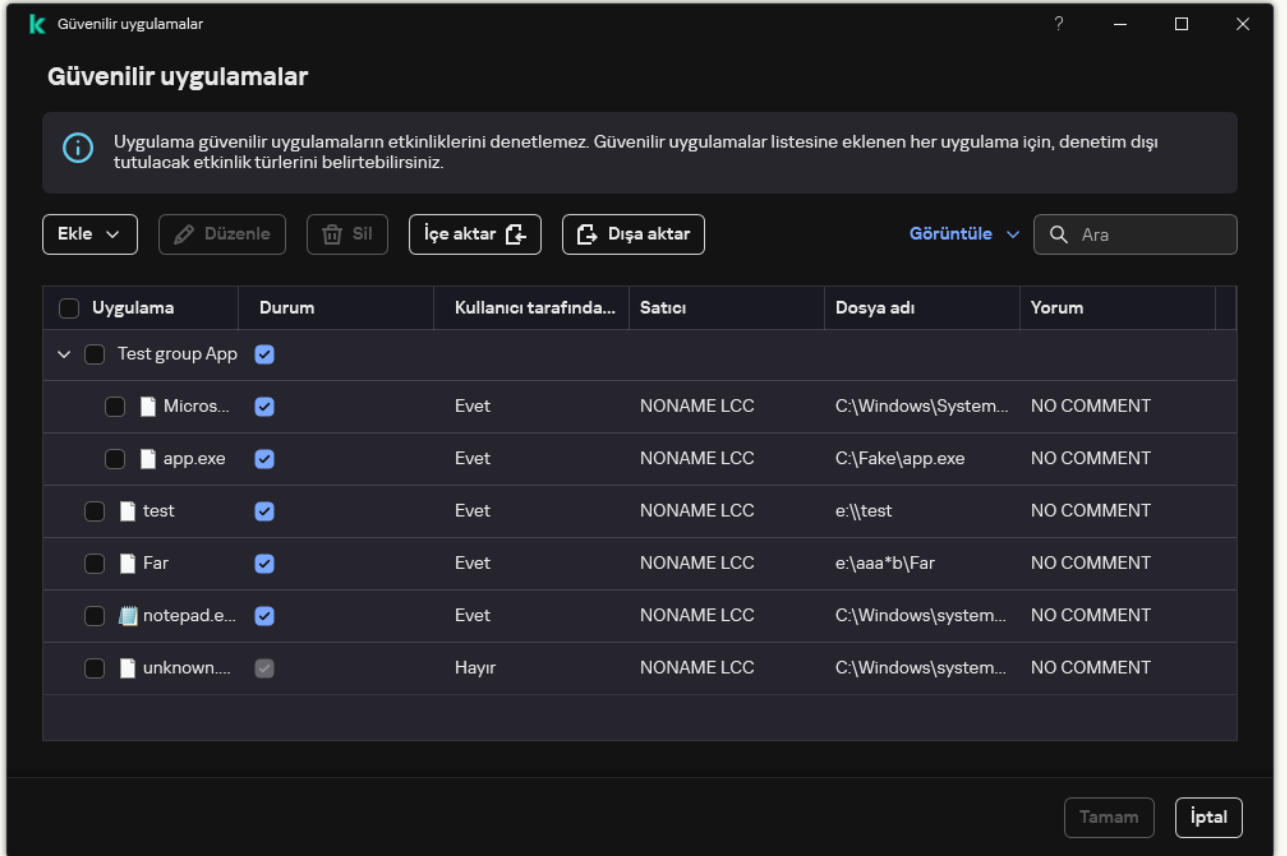 Güvenilir uygulamalar
Güvenilir uygulamalar
Uygulama güvenilir uygulamaların etkinliklerini denetlemez. Güvenilir uygulamalar listesine eklenen her uygulama için, denetim dışı
tutulacak etkinlik türlerini belirtebilirsiniz.
Ekle Düzenle Sil İçe aktar Dışa aktar Görüntüle Ara
Uygulama Durum Kullanıcı tarafında... Satıcı Dosya adı Yorum
Test group App
Micros... Evet NONAME LCC C:\Windows\System... NO COMMENT
app.exe Evet NONAME LCC C:\Fake\app.exe NO COMMENT
test Evet NONAME LCC e:\\test NO COMMENT
Far Evet NONAME LCC e:\aaa*b\Far NO COMMENT
notepad.e... Evet NONAME LCC C:\Windows\system... NO COMMENT
unknown.... Hayır NONAME LCC C:\Windows\system... NO COMMENT
Tamam İptal